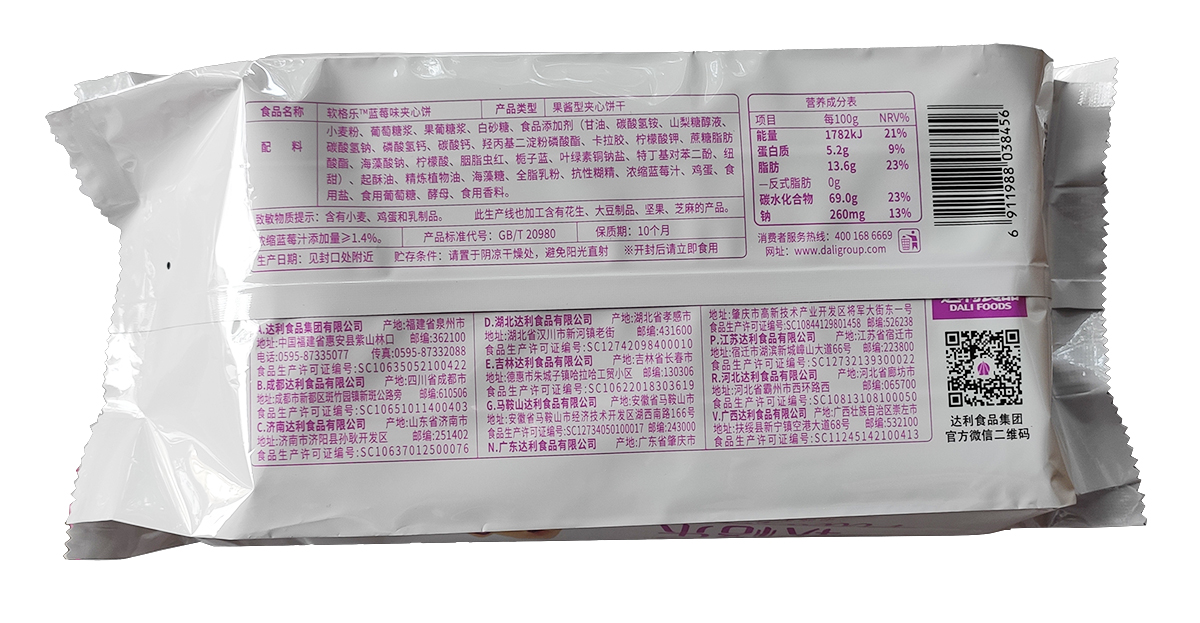 食品名称 软格乐™蓝莓味夹心饼 产品类型 果酱型夹心饼干
配 料 小麦粉、葡萄糖浆、果葡糖浆、白砂糖、食品添加剂（甘油、碳酸氢铵、山梨糖醇液、
碳酸氢钠、磷酸氢钙、碳酸钙、羟丙基二淀粉磷酸酯、卡拉胶、柠檬酸钾、蔗糖脂肪
酸酯、海藻酸钠、柠檬酸、胭脂虫红、栀子蓝、叶绿素铜钠盐、特丁基对苯二酚、纽
甜）、起酥油、精炼植物油、海藻糖、全脂乳粉、抗性糊精、浓缩蓝莓汁、鸡蛋、食
用盐、食用葡萄糖、酵母、食用香料。
致敏物质提示：含有小麦、鸡蛋和乳制品。 此生产线也加工含有花生、大豆制品、坚果、芝麻的产品。
浓缩蓝莓汁添加量≥1.4%。 产品标准代号：GB/T 20980 保质期：10个月
生产日期：见封口处附近 贮存条件：请置于阴凉干燥处，避免阳光直射 ※开封后请立即食用
营养成分表
项目 每100g NRV%
能量 1782kJ 21%
蛋白质 5.2g 9%
脂肪 13.6g 23%
—反式脂肪 0g
碳水化合物 69.0g 23%
钠 260mg 13%
消费者服务热线：400 168 6669
网址：www.daligroup.com
6 911988 038456
A.达利食品集团有限公司 产地:福建省泉州市
地址:中国福建省惠安县紫山林口 邮编:362100
电话:0595-87335077 传真:0595-87332088
食品生产许可证编号:SC10635052100422
B.成都达利食品有限公司 产地:四川省成都市
地址:成都市新都区斑竹园镇新斑公路旁 邮编:610506
食品生产许可证编号:SC10651011400403
C.济南达利食品有限公司 产地:山东省济南市
地址:济南市济阳县孙耿开发区 邮编:251402
食品生产许可证编号:SC10637012500076
D.湖北达利食品有限公司 产地:湖北省孝感市
地址:湖北省汉川市新河镇老街 邮编:431600
食品生产许可证编号:SC12742098400010
E.吉林达利食品有限公司 产地:吉林省长春市
地址:德惠市朱城子镇哈拉哈工贸小区 邮编:130306
食品生产许可证编号:SC10622018303619
G.马鞍山达利食品有限公司 产地:安徽省马鞍山市
地址:安徽省马鞍山市经济技术开发区湖西南路166号
食品生产许可证编号:SC12734050100017 邮编:243000
N.广东达利食品有限公司 产地:广东省肇庆市
地址:肇庆市高新技术产业开发区将军大街东一号
食品生产许可证编号:SC10844129801458 邮编:526238
P.江苏达利食品有限公司 产地:江苏省宿迁市
地址:宿迁市湖滨新城嶂山大道66号 邮编:223800
食品生产许可证编号:SC12732139300022
R.河北达利食品有限公司 产地:河北省廊坊市
地址:河北省霸州市西环路西 邮编:065700
食品生产许可证编号:SC10813108100050
V.广西达利食品有限公司 产地:广西壮族自治区崇左市
地址:扶绥县新宁镇空港大道68号 邮编:532100
食品生产许可证编号:SC11245142100413
DALI FOODS
达利食品集团
官方微信二维码